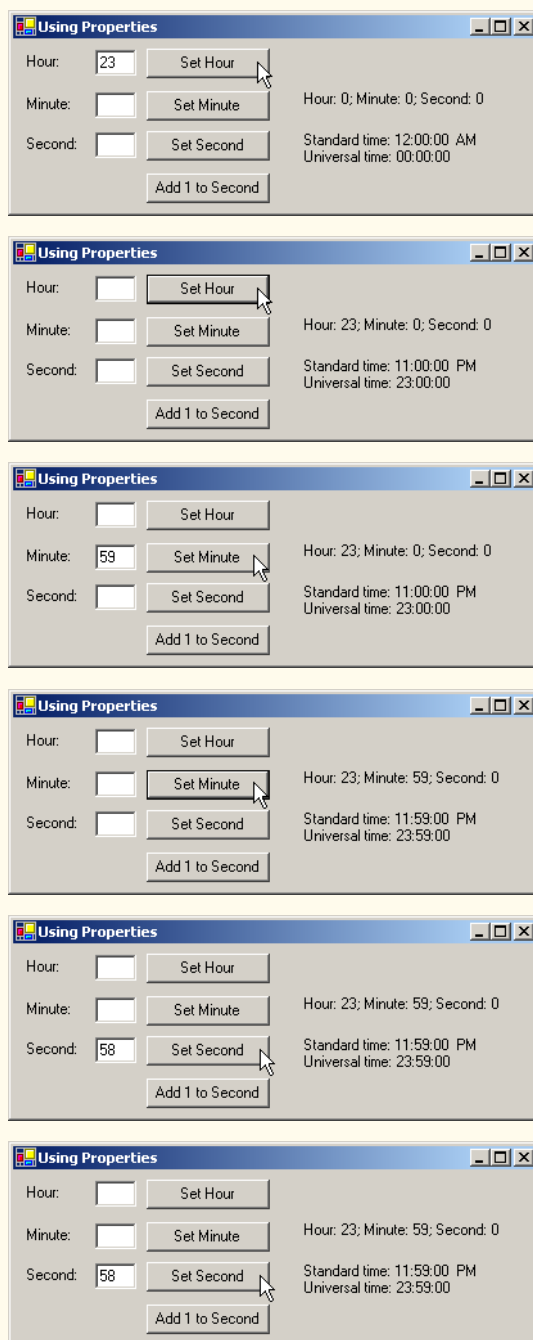 Using Properties
Hour: 23 Set Hour
Minute: Set Minute Hour: 0; Minute: 0; Second: 0
Second: Set Second Standard time: 12:00:00 AM
Universal time: 00:00:00
Add 1 to Second
Using Properties
Hour: Set Hour
Minute: Set Minute Hour: 23; Minute: 0; Second: 0
Second: Set Second Standard time: 11:00:00 PM
Universal time: 23:00:00
Add 1 to Second
Using Properties
Hour: Set Hour
Minute: 59 Set Minute Hour: 23; Minute: 0; Second: 0
Second: Set Second Standard time: 11:00:00 PM
Universal time: 23:00:00
Add 1 to Second
Using Properties
Hour: Set Hour
Minute: Set Minute Hour: 23; Minute: 59; Second: 0
Second: Set Second Standard time: 11:59:00 PM
Universal time: 23:59:00
Add 1 to Second
Using Properties
Hour: Set Hour
Minute: Set Minute Hour: 23; Minute: 59; Second: 0
Second: 58 Set Second Standard time: 11:59:00 PM
Universal time: 23:59:00
Add 1 to Second
Using Properties
Hour: Set Hour
Minute: Set Minute Hour: 23; Minute: 59; Second: 0
Second: 58 Set Second Standard time: 11:59:00 PM
Universal time: 23:59:00
Add 1 to Second